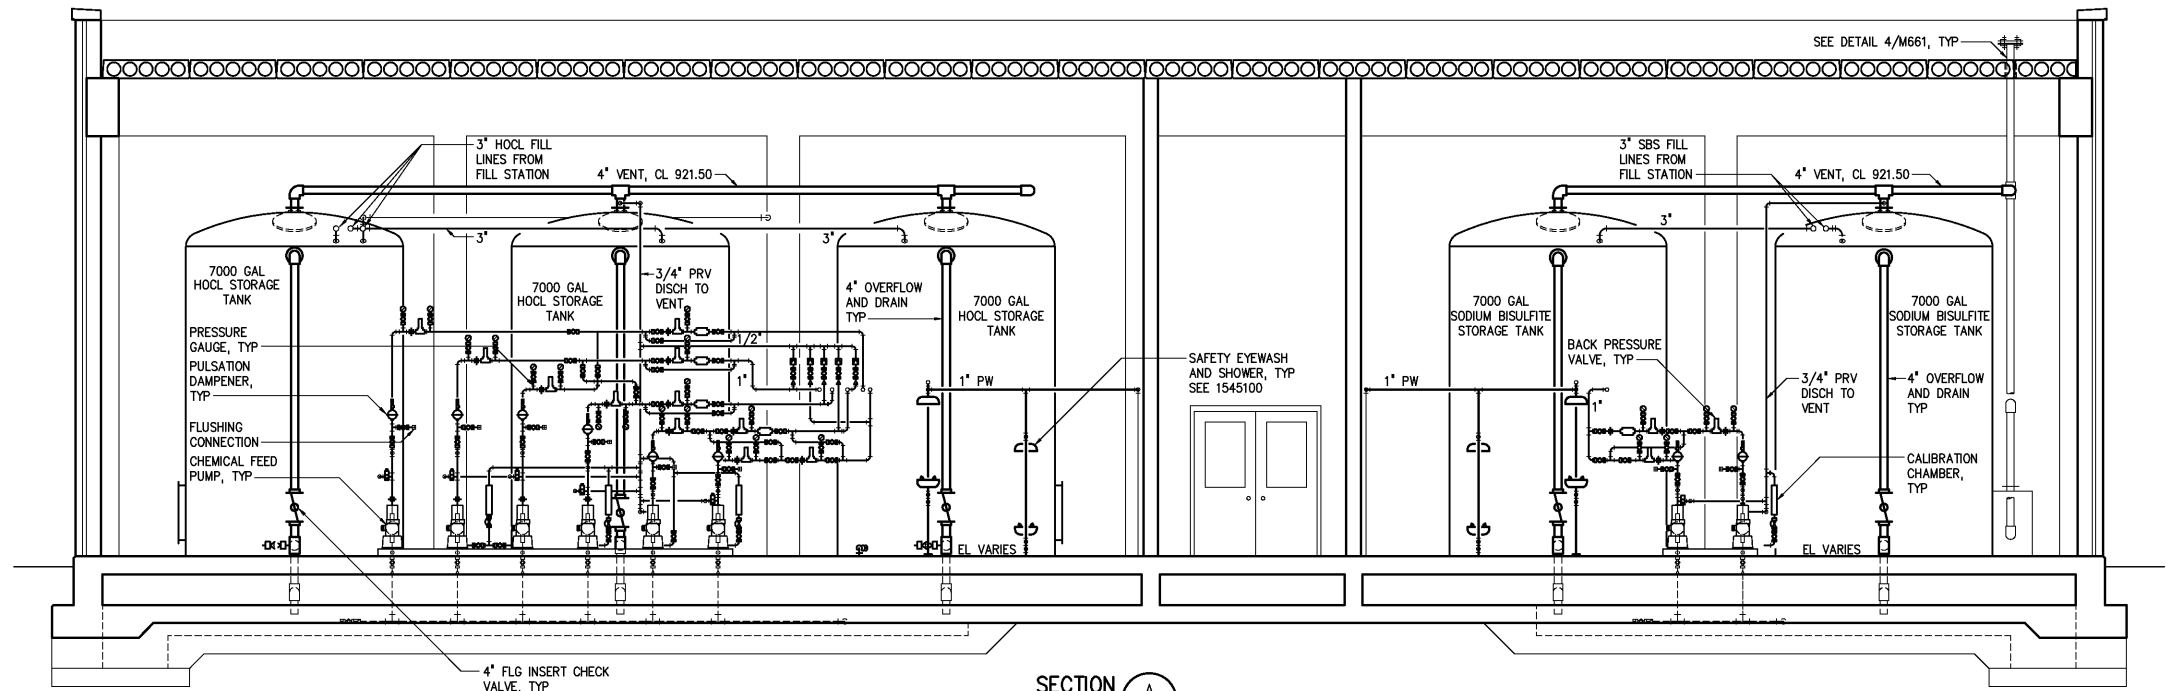 SEE DETAIL 4/M661, TYP
3" HOCL FILL
LINES FROM
FILL STATION
4" VENT, CL 921.50
3" SBS FILL
LINES FROM
FILL STATION
4" VENT, CL 921.50
3"
3"
3"
7000 GAL
HOCL STORAGE
TANK
7000 GAL
HOCL STORAGE
TANK
3/4" PRV
DISCH TO
VENT
4" OVERFLOW
AND DRAIN
TYP
7000 GAL
HOCL STORAGE
TANK
7000 GAL
SODIUM BISULFITE
STORAGE TANK
7000 GAL
SODIUM BISULFITE
STORAGE TANK
PRESSURE
GAUGE, TYP
PULSATION
DAMPENER,
TYP
FLUSHING
CONNECTION
CHEMICAL FEED
PUMP, TYP
1/2"
1"
1" PW
SAFETY EYEWASH
AND SHOWER, TYP
SEE 1545100
1" PW
BACK PRESSURE
VALVE, TYP
1"
3/4" PRV
DISCH TO
VENT
4" OVERFLOW
AND DRAIN
TYP
CALIBRATION
CHAMBER,
TYP
EL VARIES
EL VARIES
4" FLG INSERT CHECK
VALVE, TYP
SECTION
A